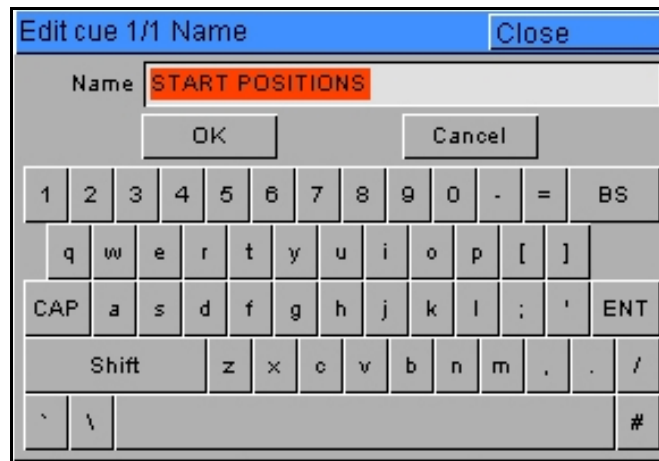 Edit cue 1/1 Name Close
Name START POSITIONS
OK Cancel
1 2 3 4 5 6 7 8 9 0 - = BS
q w e r t y u i o p [ ]
CAP a s d f g h j k l ; ' ENT
Shift z x c v b n m , . /
` \ #